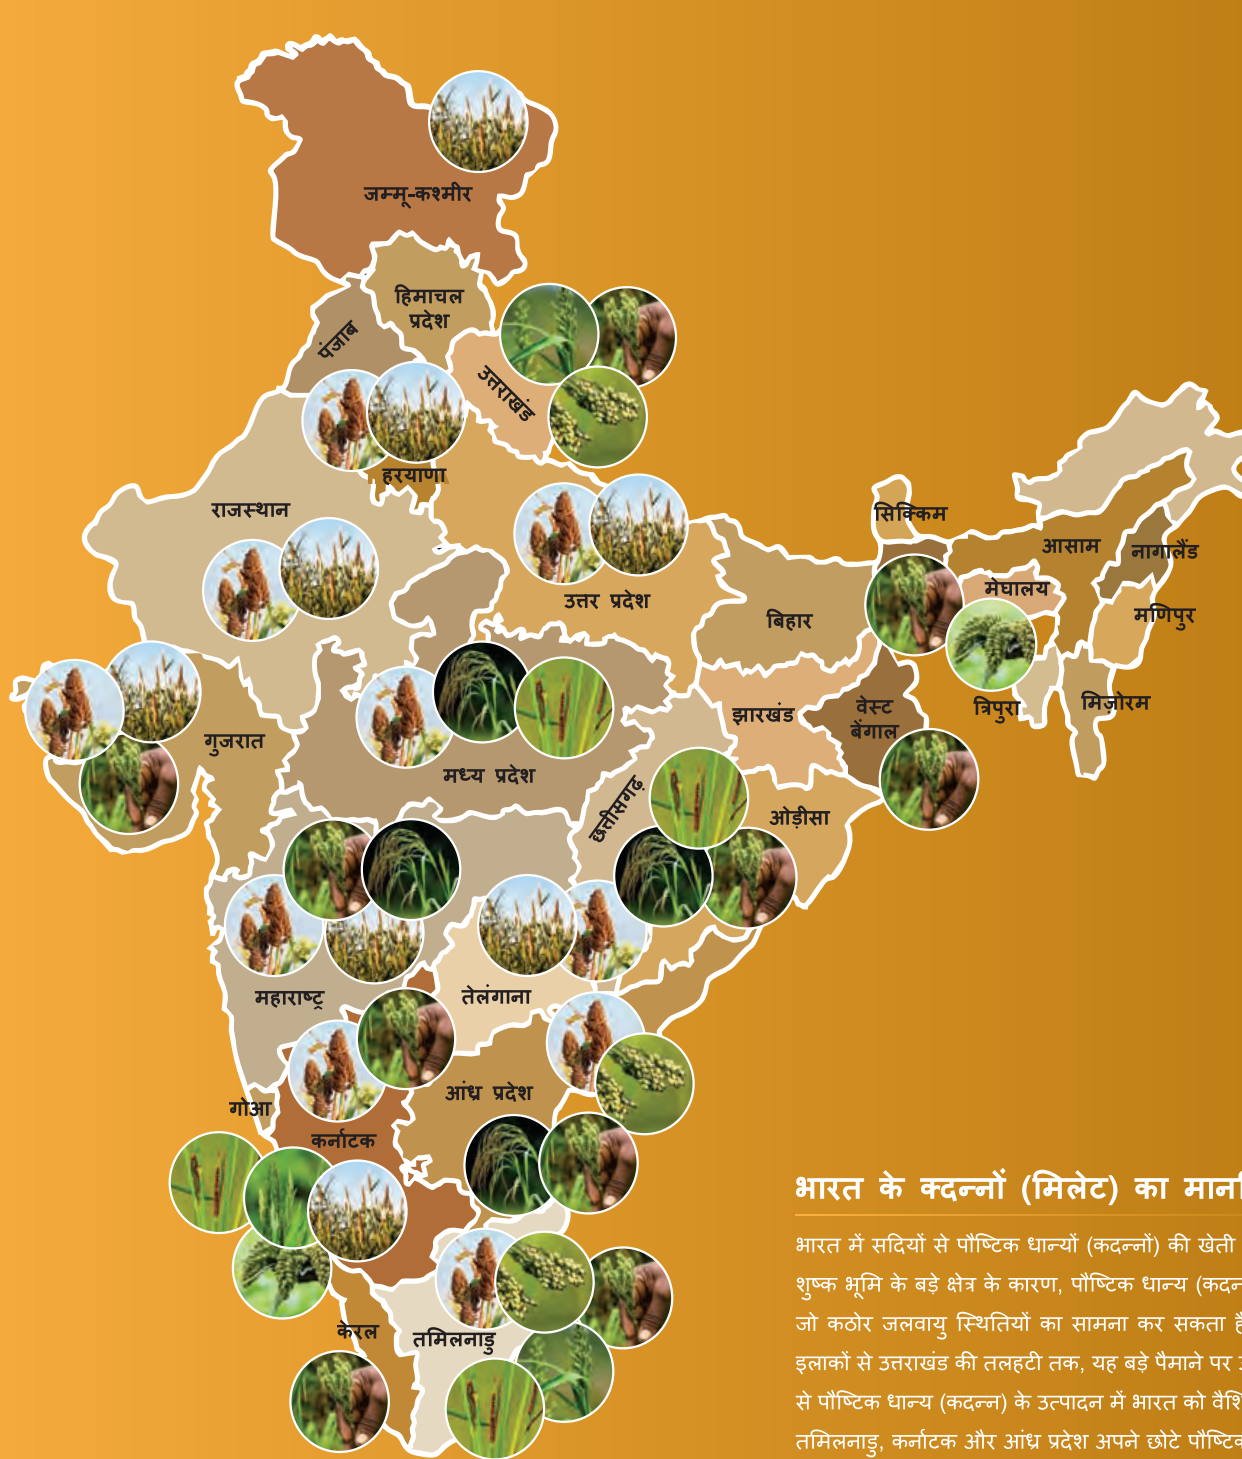 जम्मू-कश्मीर
हिमाचल
प्रदेश
पंजाब
उत्तराखंड
हरयाणा
राजस्थान
सिक्किम
आसाम
नागालैंड
मेघालय
उत्तर प्रदेश
बिहार
मणिपुर
त्रिपुरा
मिज़ोरम
झारखंड
वेस्ट
बेंगाल
गुजरात
मध्य प्रदेश
छत्तीसगढ़
ओड़ीसा
महाराष्ट्र
तेलंगाना
आंध्र प्रदेश
गोआ
कर्नाटक
केरल
तमिलनाडु
भारत के क्दन्नों (मिलेट) का
भारत में सदियों से पौष्टिक धान्यों (कदन्नों) की खेती
शुष्क भूमि के बड़े क्षेत्र के कारण, पौष्टिक धान्य
जो कठोर जलवायु स्थितियों का सामना कर सकता
इलाकों से उत्तराखंड की तलहटी तक, यह बड़े पैमाने पर
से पौष्टिक धान्य (कदन्न) के उत्पादन में भारत को
तमिलनाडु, कर्नाटक और आंध्र प्रदेश अपने छोटे